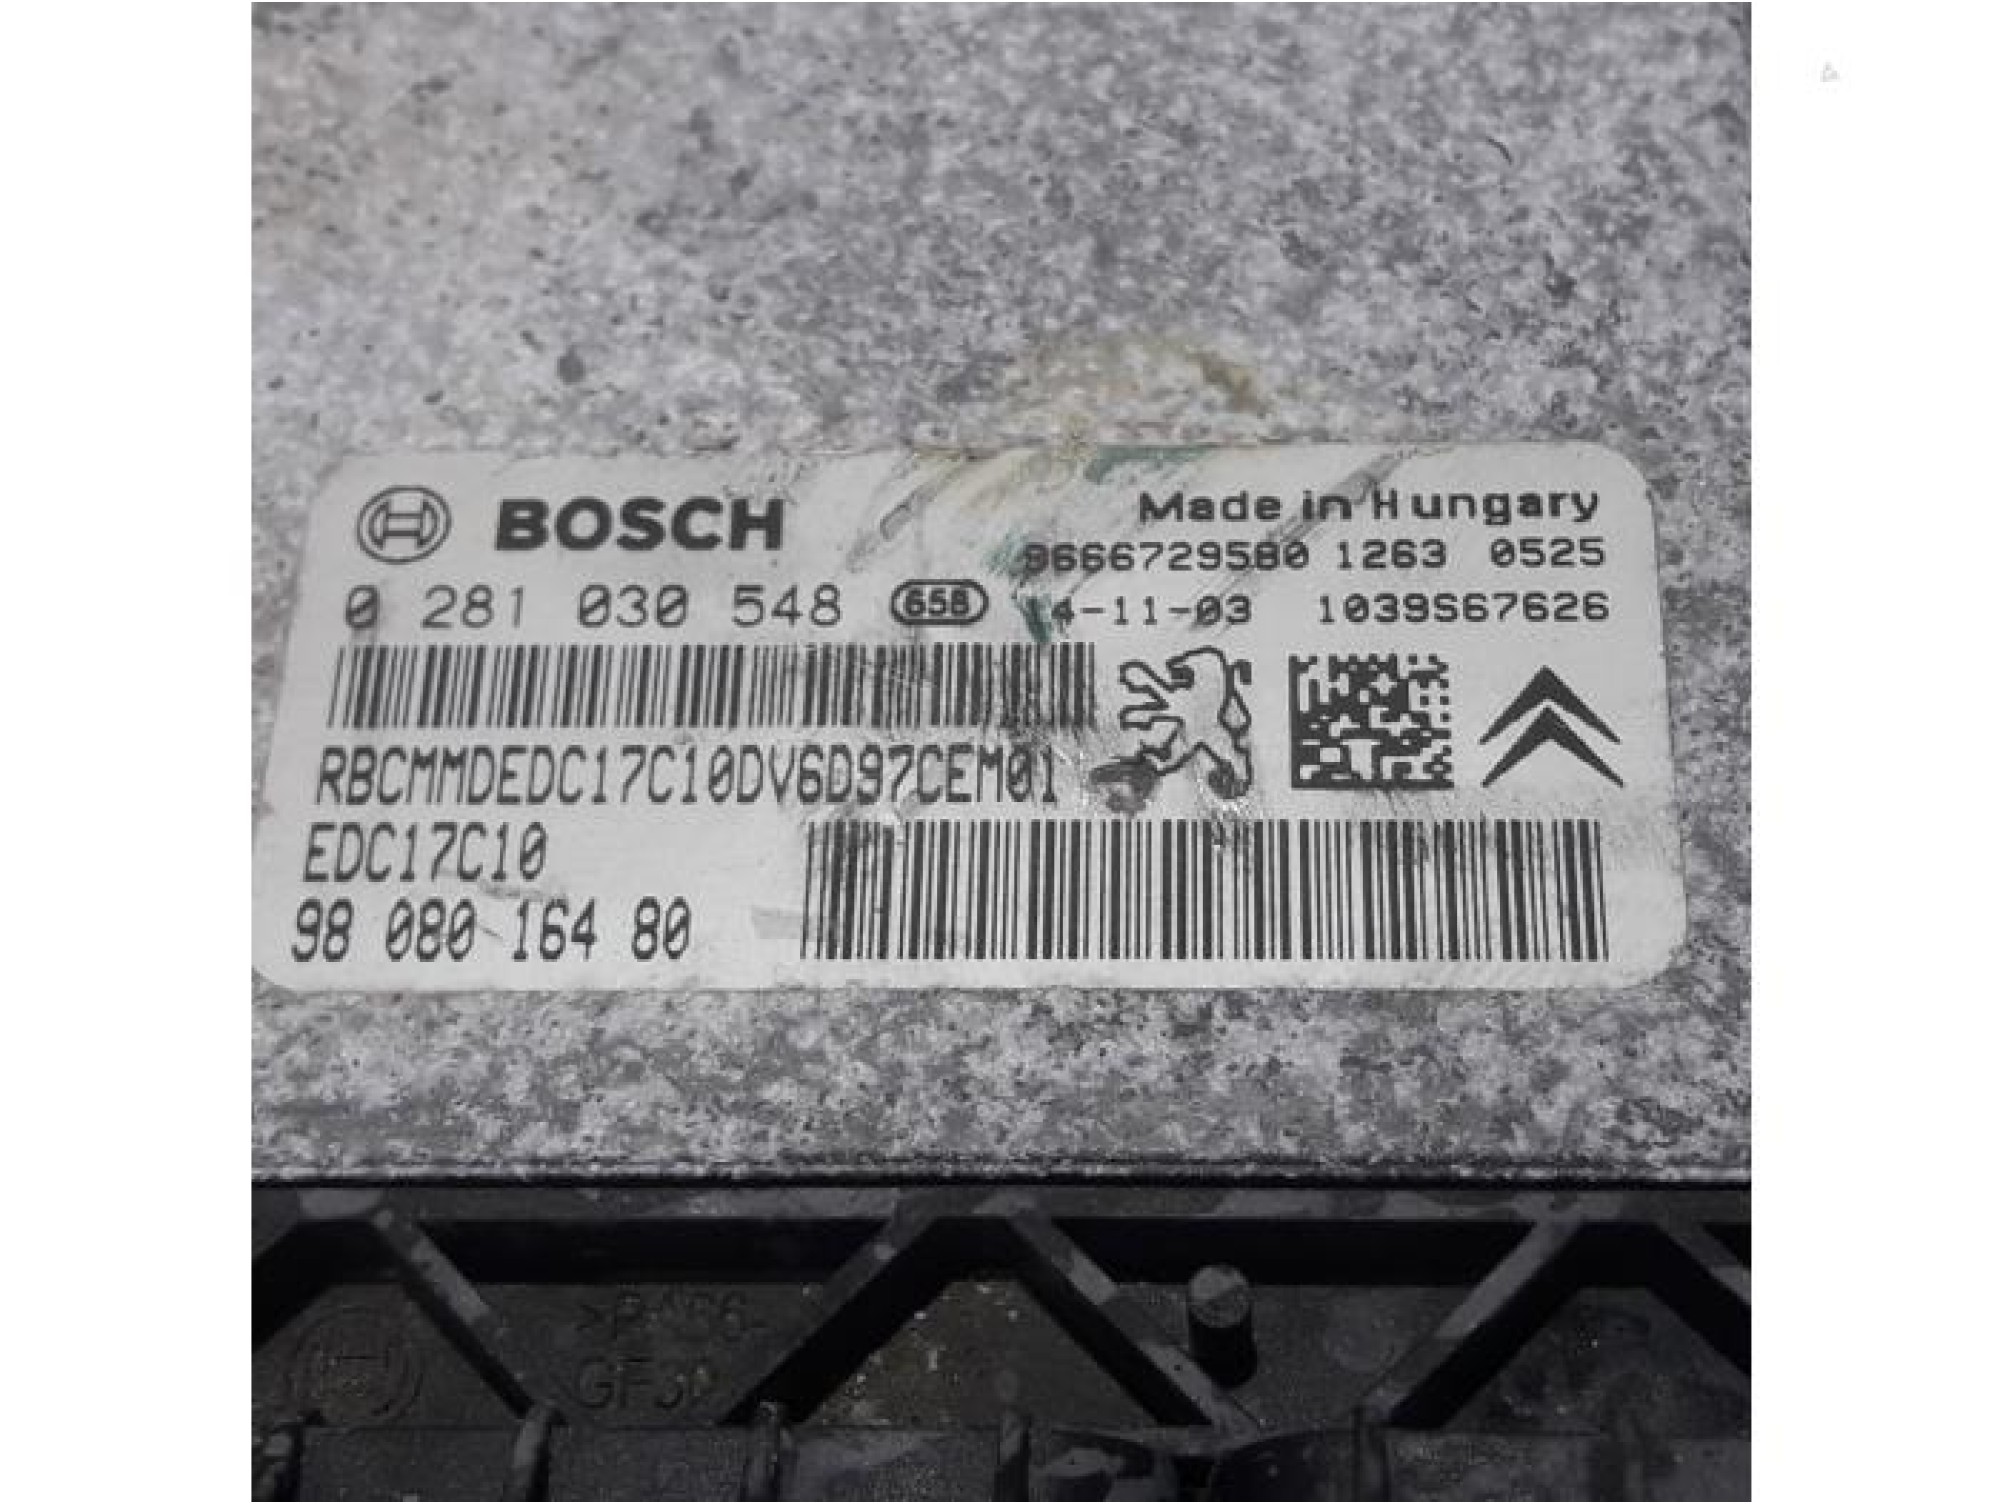 BOSCH
Made in Hungary
9666729580 1263 0525
0 281 030 548 658
14-11-03 1039S67626
RBCMMDEDC17C10DV6D97CEM01
EDC17C10
98 080 164 80